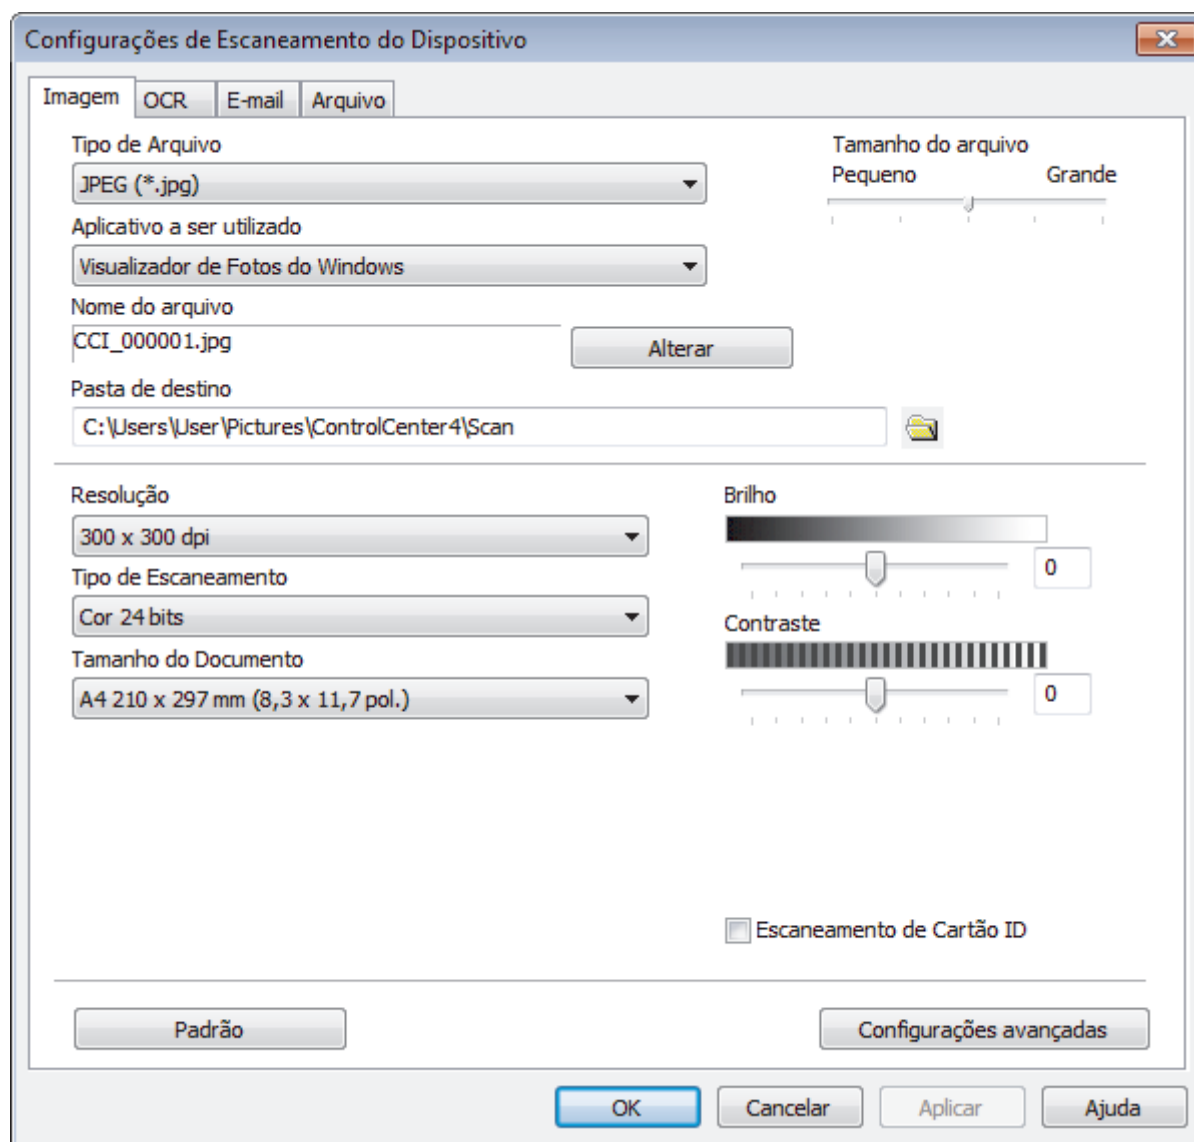 Configurações de Escaneamento do Dispositivo
Imagem OCR E-mail Arquivo
Tipo de Arquivo
JPEG (*.jpg)
Tamanho do arquivo
Pequeno Grande
Aplicativo a ser utilizado
Visualizador de Fotos do Windows
Nome do arquivo
CCI_000001.jpg
Alterar
Pasta de destino
C:\Users\User\Pictures\ControlCenter4\Scan
Resolução
300 x 300 dpi
Tipo de Escaneamento
Cor 24 bits
Tamanho do Documento
A4 210 x 297 mm (8,3 x 11,7 pol.)
Brilho
0
Contraste
0
Escaneamento de Cartão ID
Padrão
Configurações avançadas
OK Cancelar Aplicar Ajuda